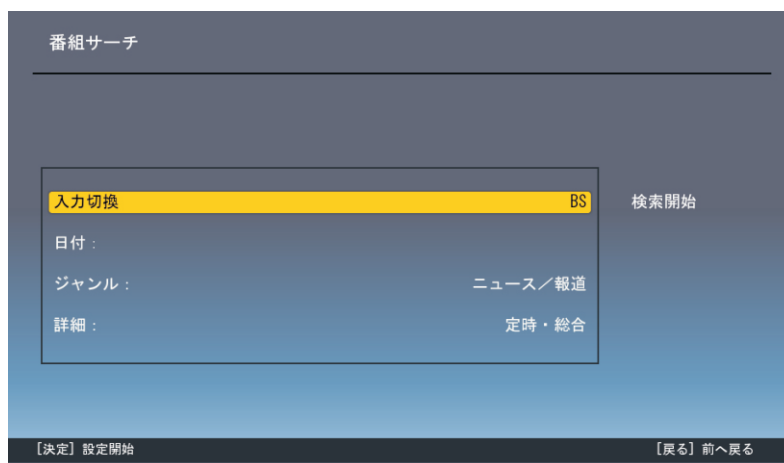 番組サーチ
入力切換 BS 検索開始
日付：
ジャンル： ニュース／報道
詳細： 定時・総合
［決定］設定開始 ［戻る］前へ戻る